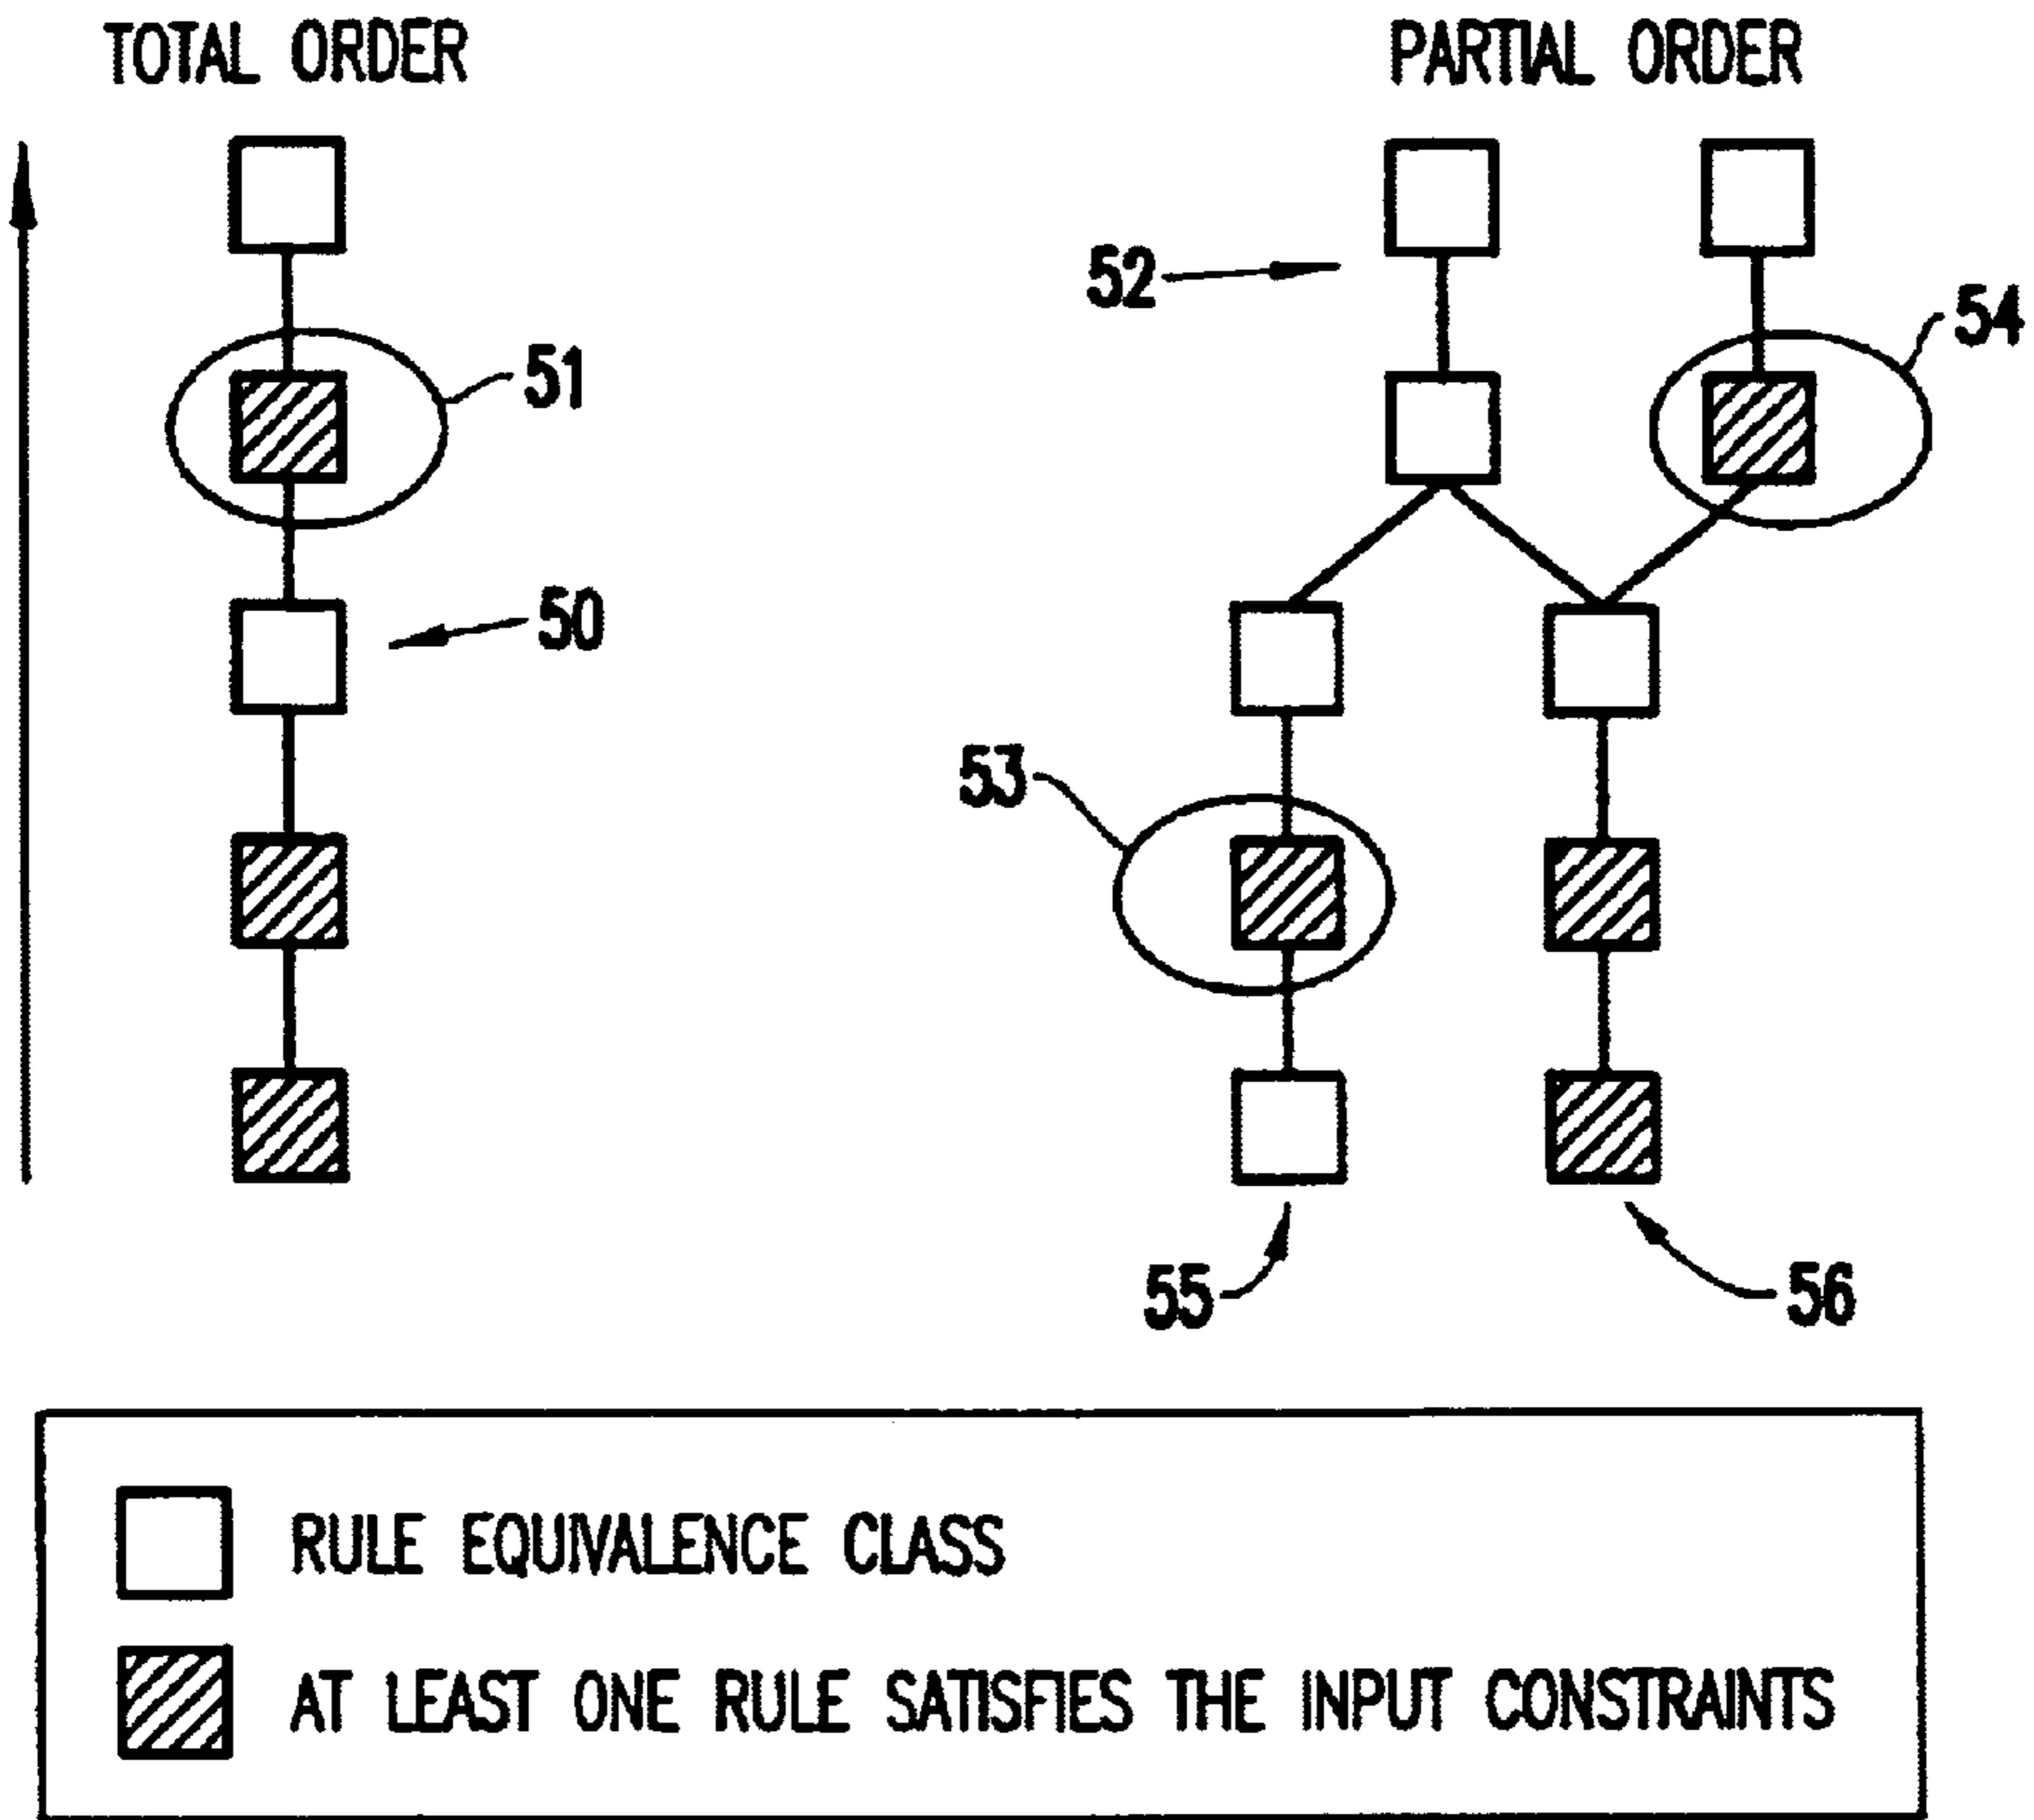 TOTAL ORDER
PARTIAL ORDER
52
54
51
50
53
55
56
RULE EQUIVALENCE CLASS
AT LEAST ONE RULE SATISFIES THE INPUT CONSTRAINTS